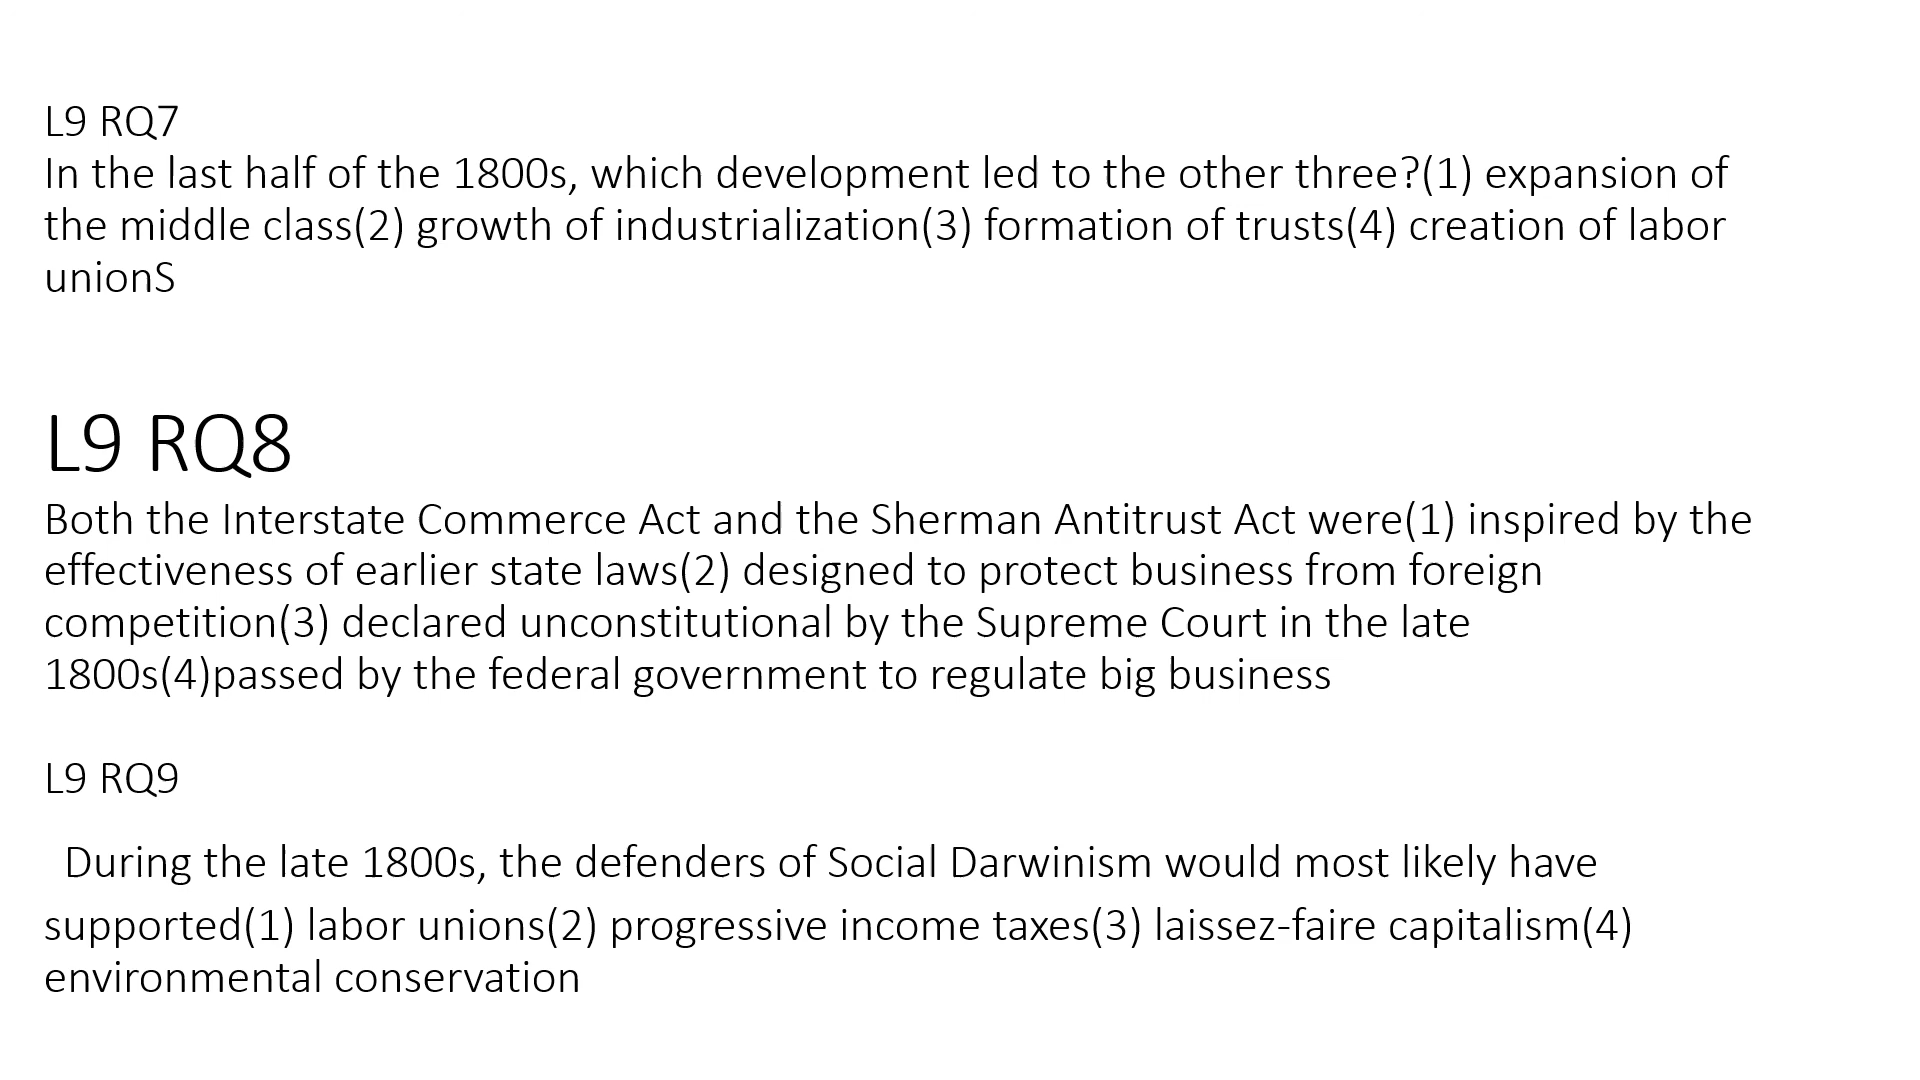 L9 RQ7
In the last half of the 1800s, which development led to the other three?(1) expansion of
the middle class(2) growth of industrialization(3) formation of trusts(4) creation of labor
unionS
L9 RQ8
Both the Interstate Commerce Act and the Sherman Antitrust Act were(1) inspired by the
effectiveness of earlier state laws(2) designed to protect business from foreign
competition(3) declared unconstitutional by the Supreme Court in the late
1800s(4)passed by the federal government to regulate big business
L9 RQ9
During the late 1800s, the defenders of Social Darwinism would most likely have
supported(1) labor unions(2) progressive income taxes(3) laissez-faire capitalism(4)
environmental conservation